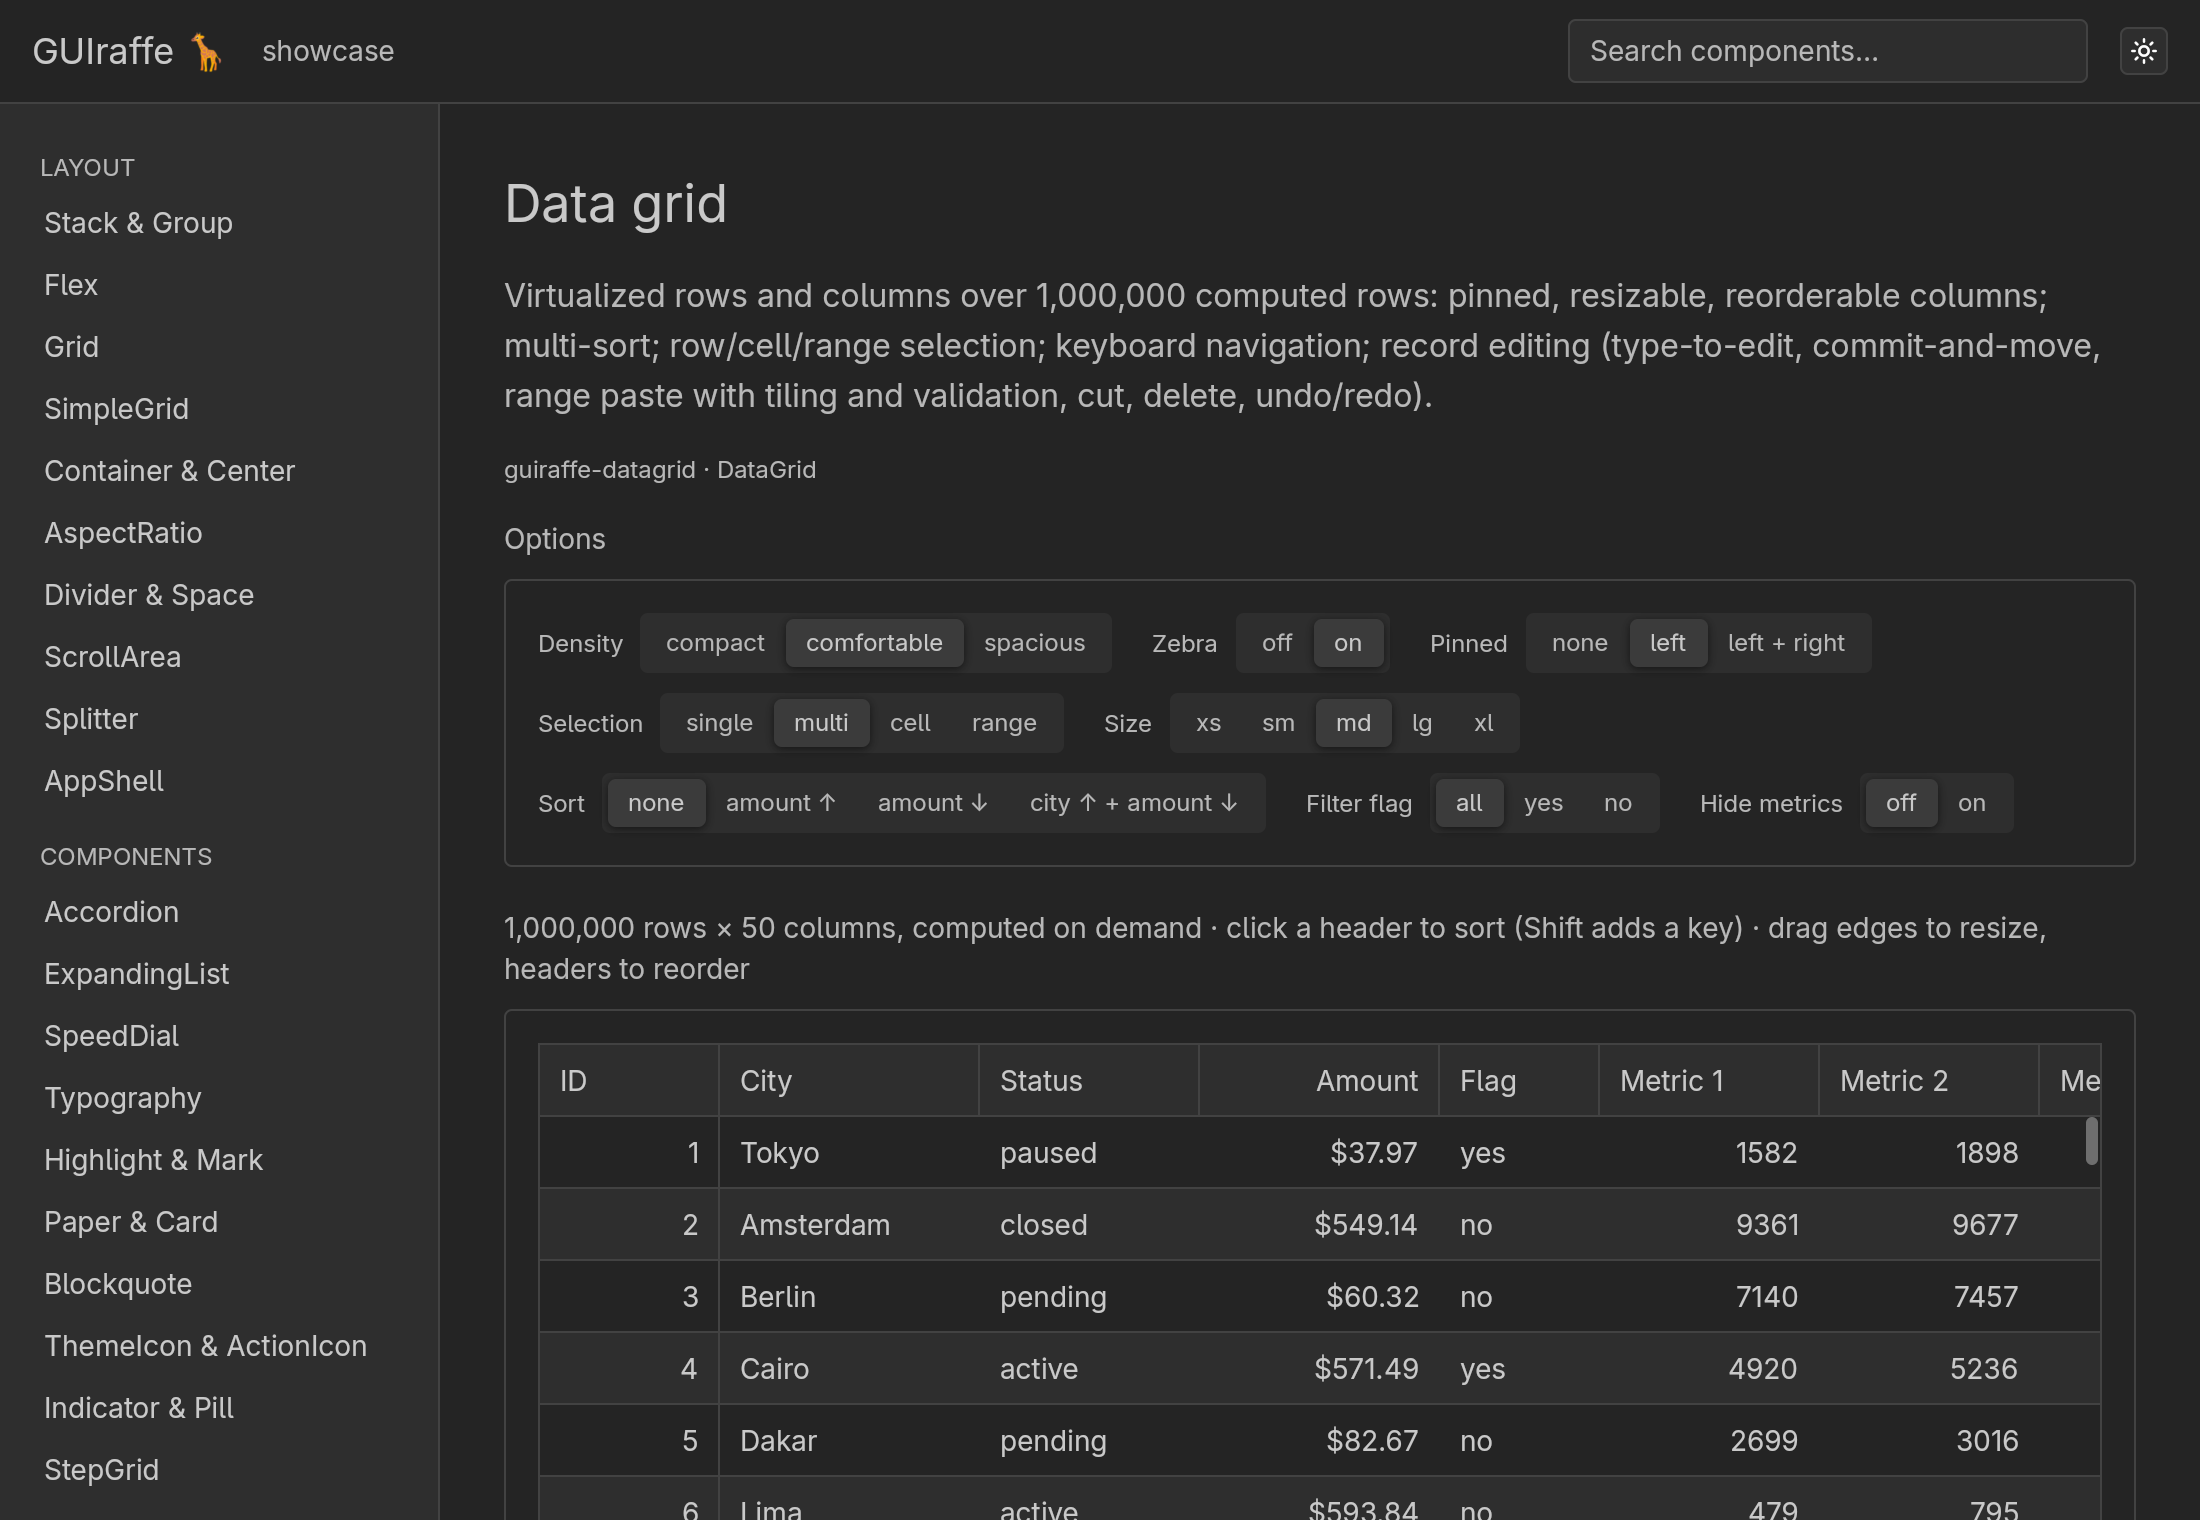 GUIraffe 🦒 showcase Search components...
LAYOUT
Stack & Group
Flex
Grid
SimpleGrid
Container & Center
AspectRatio
Divider & Space
ScrollArea
Splitter
AppShell
COMPONENTS
Accordion
ExpandingList
SpeedDial
Typography
Highlight & Mark
Paper & Card
Blockquote
ThemeIcon & ActionIcon
Indicator & Pill
StepGrid
Data grid
Virtualized rows and columns over 1,000,000 computed rows: pinned, resizable, reorderable columns;
multi-sort; row/cell/range selection; keyboard navigation; record editing (type-to-edit, commit-and-move,
range paste with tiling and validation, cut, delete, undo/redo).
guiraffe-datagrid · DataGrid
Options
Density compact comfortable spacious Zebra off on Pinned none left left + right
Selection single multi cell range Size xs sm md lg xl
Sort none amount ↑ amount ↓ city ↑ + amount ↓ Filter flag all yes no Hide metrics off on
1,000,000 rows × 50 columns, computed on demand · click a header to sort (Shift adds a key) · drag edges to resize,
headers to reorder
ID City Status Amount Flag Metric 1 Metric 2 Me
1 Tokyo paused $37.97 yes 1582 1898
2 Amsterdam closed $549.14 no 9361 9677
3 Berlin pending $60.32 no 7140 7457
4 Cairo active $571.49 yes 4920 5236
5 Dakar pending $82.67 no 2699 3016
6 Lima active $593.84 no 479 795